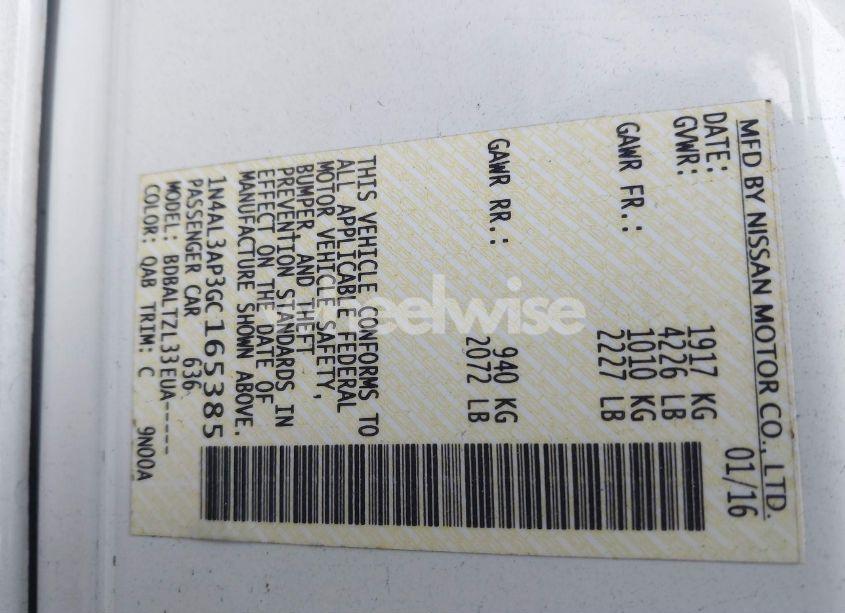 MFD BY NISSAN MOTOR CO., LTD.
DATE: 01/16
GVWR: 1917 KG
4226 LB
GAWR FR.: 1010 KG
2227 LB
GAWR RR.: 940 KG
2072 LB
THIS VEHICLE CONFORMS TO
ALL APPLICABLE FEDERAL
MOTOR VEHICLE SAFETY,
BUMPER, AND THEFT
PREVENTION STANDARDS IN
EFFECT ON THE DATE OF
MANUFACTURE SHOWN ABOVE.
1N4AL3AP3GC165385
PASSENGER CAR 636
MODEL: BDBALTZL33EUA-----
COLOR: QAB TRIM: C 9N00A
wheelwise